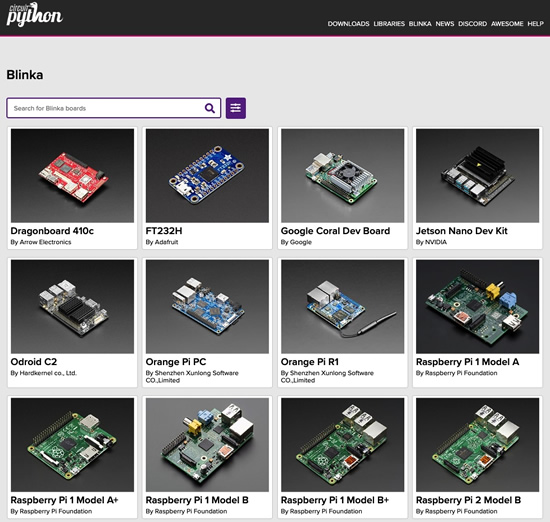 circuit
python
DOWNLOADS LIBRARIES BLINKA NEWS DISCORD AWESOME HELP
Blinka
Search for Blinka boards
Dragonboard 410c
By Arrow Electronics
FT232H
By Adafruit
Google Coral Dev Board
By Google
Jetson Nano Dev Kit
By NVIDIA
Odroid C2
By Hardkernel co., Ltd.
Orange Pi PC
By Shenzhen Xunlong Software
CO.,Limited
Orange Pi R1
By Shenzhen Xunlong Software
CO.,Limited
Raspberry Pi 1 Model A
By Raspberry Pi Foundation
Raspberry Pi 1 Model A+
By Raspberry Pi Foundation
Raspberry Pi 1 Model B
By Raspberry Pi Foundation
Raspberry Pi 1 Model B+
By Raspberry Pi Foundation
Raspberry Pi 2 Model B
By Raspberry Pi Foundation